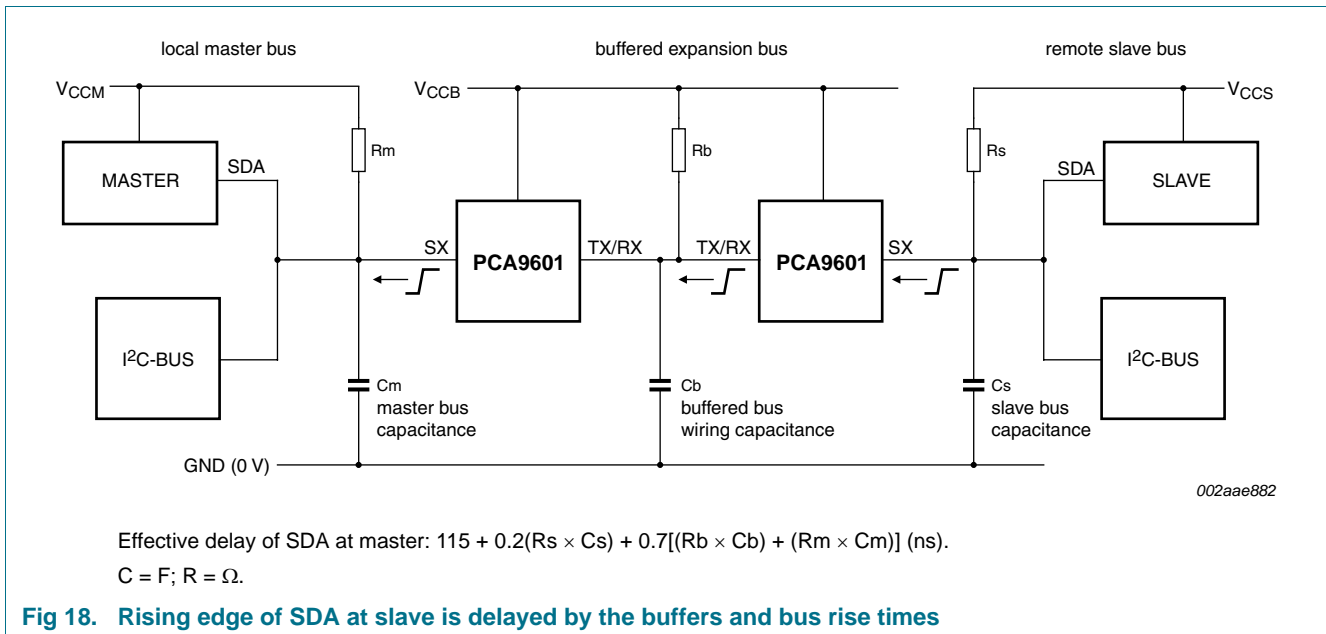 local master bus
buffered expansion bus
remote slave bus
VCCM
VCCB
VCCS
Rm
Rb
Rs
MASTER
SDA
SDA
SLAVE
SX
PCA9601
TX/RX
TX/RX
PCA9601
SX
I2C-BUS
I2C-BUS
Cm
master bus
capacitance
Cb
buffered bus
wiring capacitance
Cs
slave bus
capacitance
GND (0 V)
002aae882
Effective delay of SDA at master: 115 + 0.2(Rs × Cs) + 0.7[(Rb × Cb) + (Rm × Cm)] (ns).
C = F; R = Ω.
Fig 18. Rising edge of SDA at slave is delayed by the buffers and bus rise times